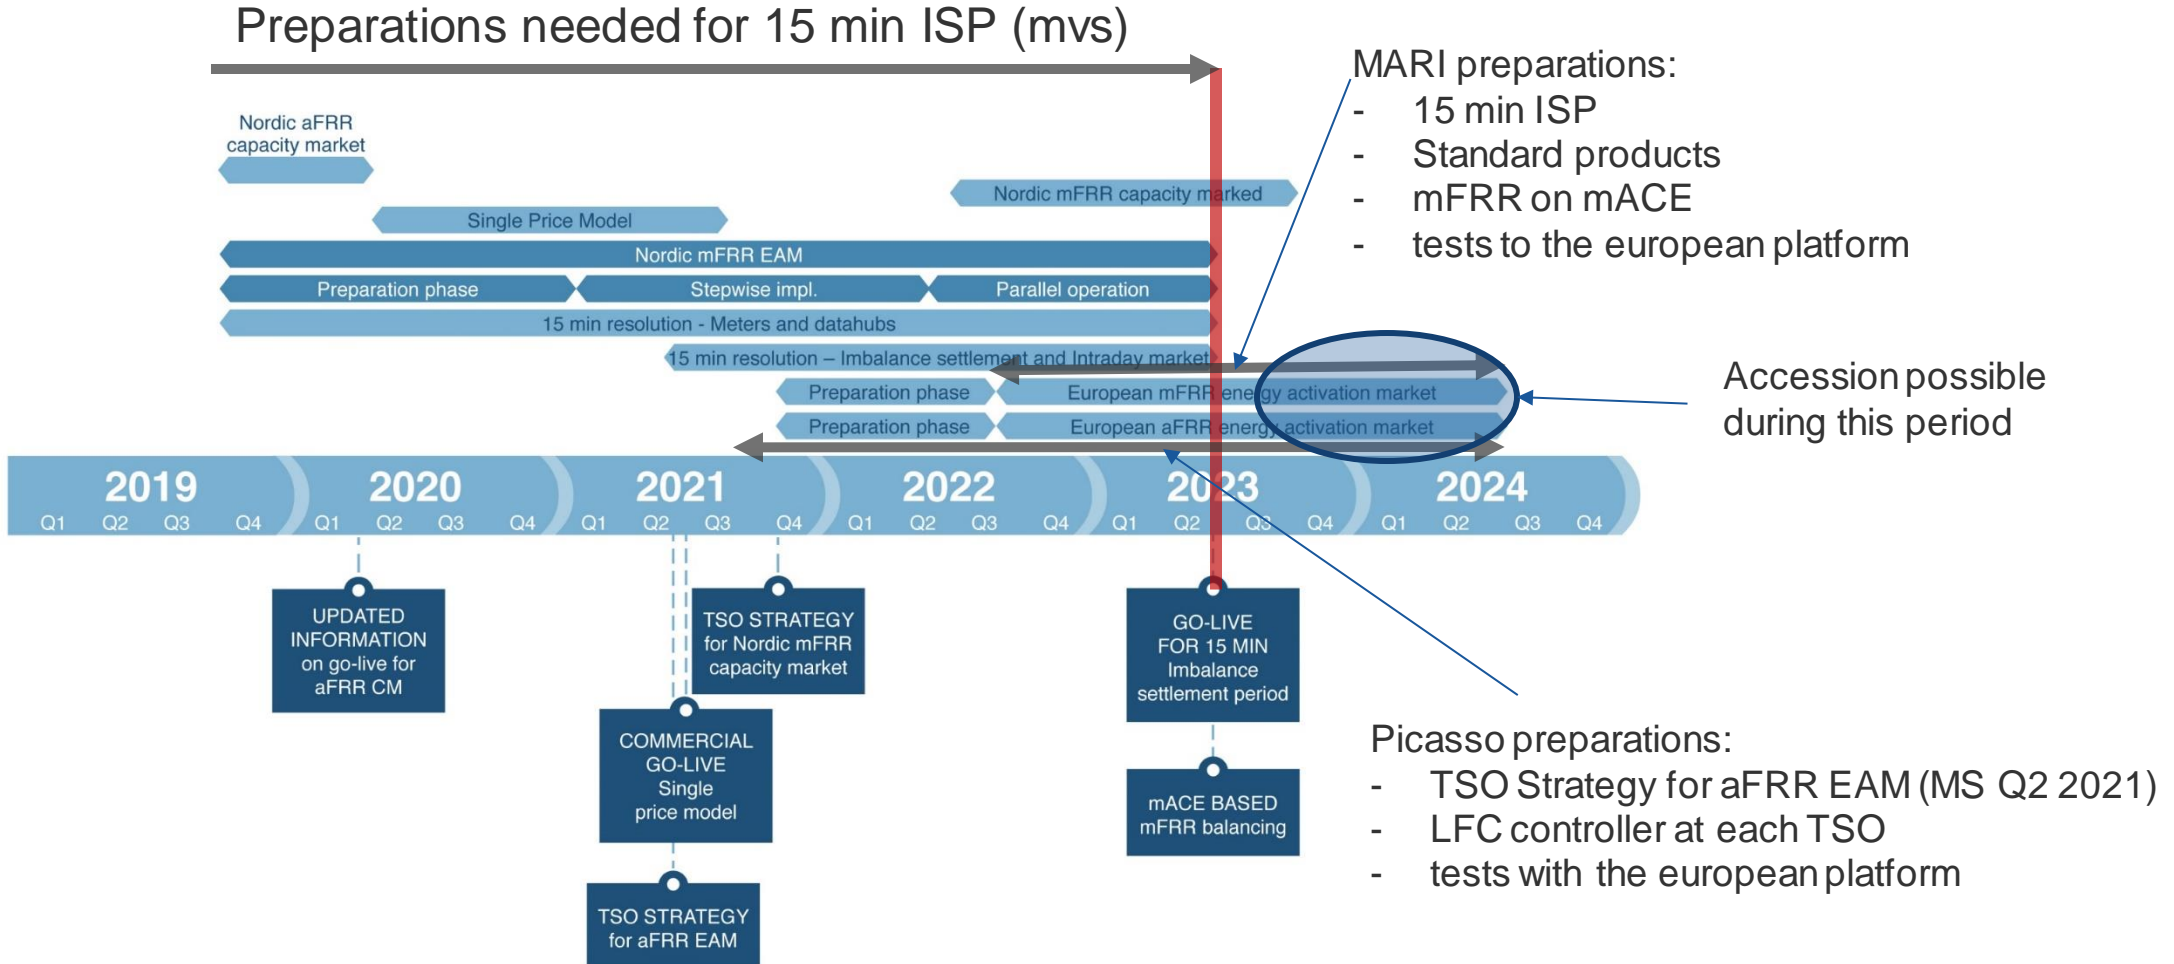 Preparations needed for 15 min ISP (mvs)
MARI preparations:
- 15 min ISP
- Standard products
- mFRR on mACE
- tests to the european platform
Nordic aFRR
capacity market
Nordic mFRR capacity marked
Single Price Model
Nordic mFRR EAM
Preparation phase
Stepwise impl.
Parallel operation
15 min resolution - Meters and datahubs
15 min resolution – Imbalance settlement and Intraday market
Preparation phase
European mFRR energy activation market
Preparation phase
European aFRR energy activation market
Accession possible
during this period
2019 2020 2021 2022 2023 2024
Q1 Q2 Q3 Q4 Q1 Q2 Q3 Q4 Q1 Q2 Q3 Q4 Q1 Q2 Q3 Q4 Q1 Q2 Q3 Q4 Q1 Q2 Q3 Q4
UPDATED
INFORMATION
on go-live for
aFRR CM
TSO STRATEGY
for Nordic mFRR
capacity market
COMMERCIAL
GO-LIVE
Single
price model
TSO STRATEGY
for aFRR EAM
GO-LIVE
FOR 15 MIN
Imbalance
settlement period
mACE BASED
mFRR balancing
Picasso preparations:
- TSO Strategy for aFRR EAM (MS Q2 2021)
- LFC controller at each TSO
- tests with the european platform